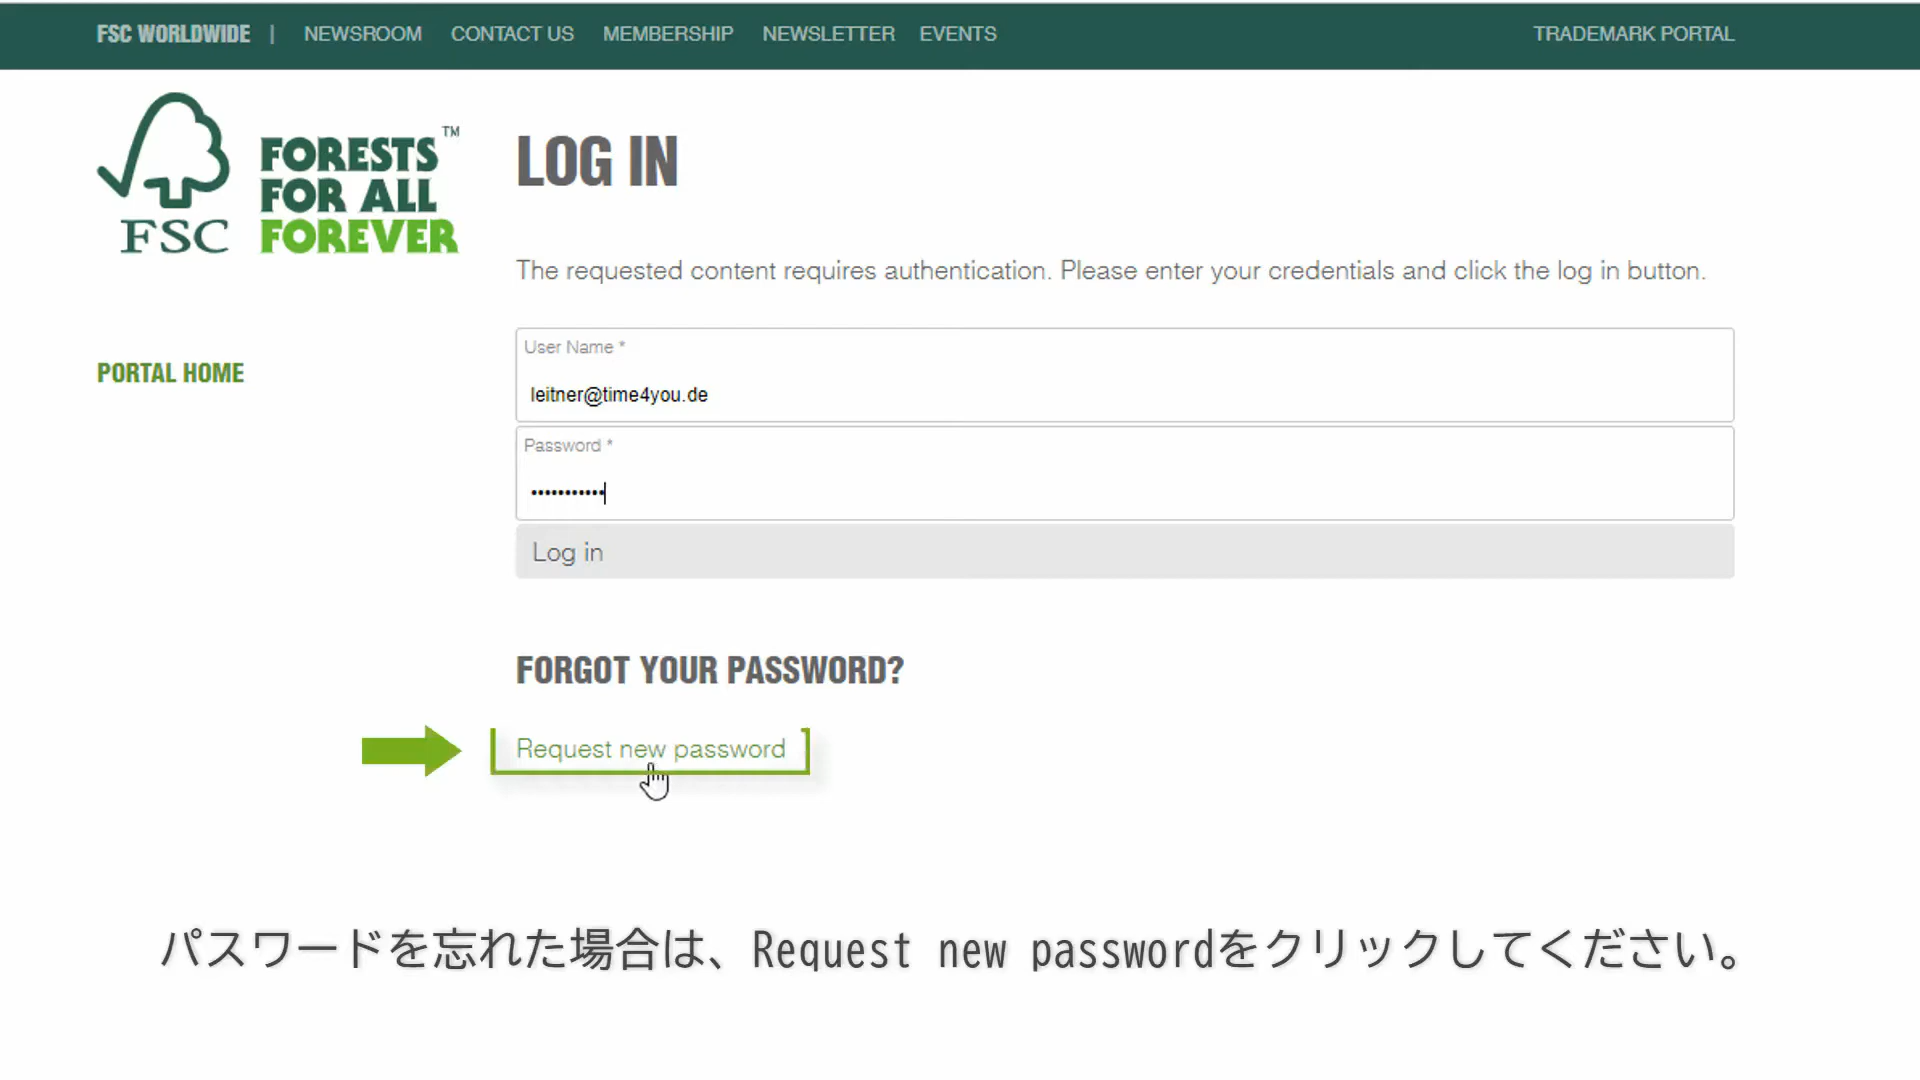 FSC WORLDWIDE | NEWSROOM CONTACT US MEMBERSHIP NEWSLETTER EVENTS TRADEMARK PORTAL
FSC
FORESTS
FOR ALL
FOREVER
™
LOG IN
The requested content requires authentication. Please enter your credentials and click the log in button.
PORTAL HOME
User Name *
leitner@time4you.de
Password *
•••••••••••
Log in
FORGOT YOUR PASSWORD?
Request new password
パスワードを忘れた場合は、Request new passwordをクリックしてください。